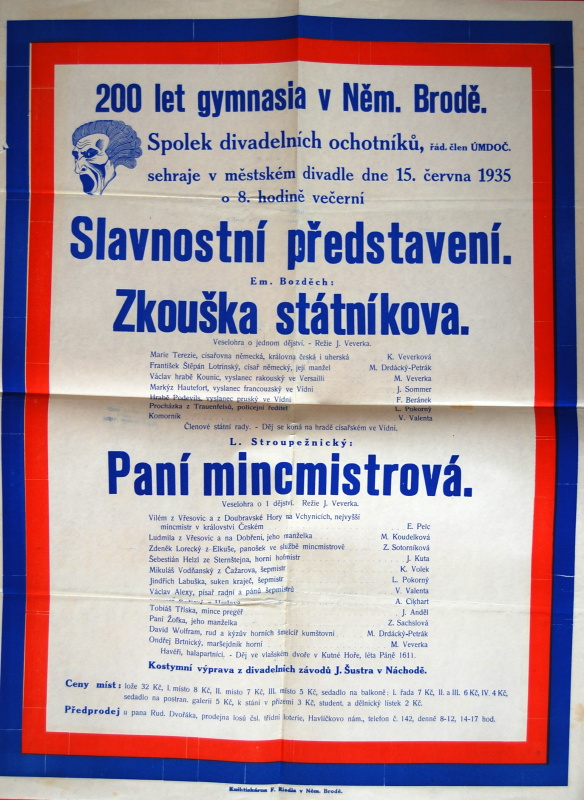 200 let gymnasia v Něm. Brodě.
Spolek divadelních ochotníků, řád. člen ÚMDOČ.
sehraje v městském divadle dne 15. června 1935
o 8. hodině večerní
Slavnostní představení.
Em. Bozděch:
Zkouška státníkova.
Veselohra o jednom dějství. - Režie J. Veverka.
Marie Terezie, císařovna německá, královna česká i uherská K. Veverková
František Štěpán Lotrinský, císař německý, její manžel M. Drdácký-Petrák
Václav hrabě Kounic, vyslanec rakouský ve Versailli M. Veverka
Markýz Hautefort, vyslanec francouzský ve Vídni J. Sommer
Hrabě Podevils, vyslanec pruský ve Vídni F. Beránek
Procházka z Trauenfelsů, policejní ředitel L. Pokorný
Komorník V. Valenta
Členové státní rady. - Děj se koná na hradě císařském ve Vídni.
L. Stroupežnický:
Paní mincmistrová.
Veselohra o 1 dějství. Režie J. Veverka.
Vilém z Vřesovic a z Doubravské Hory na Vchynicích, nejvyšší
mincmistr v království Českém E. Pelc
Ludmila z Vřesovic a na Dobřeni, jeho manželka M. Koudelková
Zdeněk Lorecký z Elkuše, panošek ve službě mincmistrově Z. Sotorníková
Šebestián Helzl ze Sternštejna, horní hofmistr J. Kuta
Mikuláš Vodňanský z Čažarova, šepmistr K. Volek
Jindřich Labuška, suken kraječ, šepmistr L. Pokorný
Václav Alexy, písař radní a pánů šepmistrů V. Valenta
A. Cikhart
Tobiáš Tříska, mince pregéř J. Anděl
Paní Žofka, jeho manželka Z. Sachslová
David Wolfram, rud a kýzův horních šmelcíř kumštovní M. Drdácký-Petrák
Ondřej Brtnický, maršejdník horní M. Veverka
Havéři, halapartníci. - Děj ve vlašském dvoře v Kutné Hoře, léta Páně 1611.
Kostymní výprava z divadelních závodů J. Šustra v Náchodě.
Ceny míst: lože 32 Kč, I. místo 8 Kč, II. místo 7 Kč, III. místo 5 Kč, sedadlo na balkoně: I. řada 7 Kč, II. a III. 6 Kč, IV. 4 Kč,
sedadlo na postran. galerii 5 Kč, k stání v přízemí 3 Kč, student. a dělnický lístek 2 Kč.
Předprodej u pana Rud. Dvořáka, prodejna losů čsl. třídní loterie, Havlíčkovo nám., telefon č. 142, denně 8-12, 14-17 hod.
Knihtiskárna F. Riedla v Něm. Brodě.